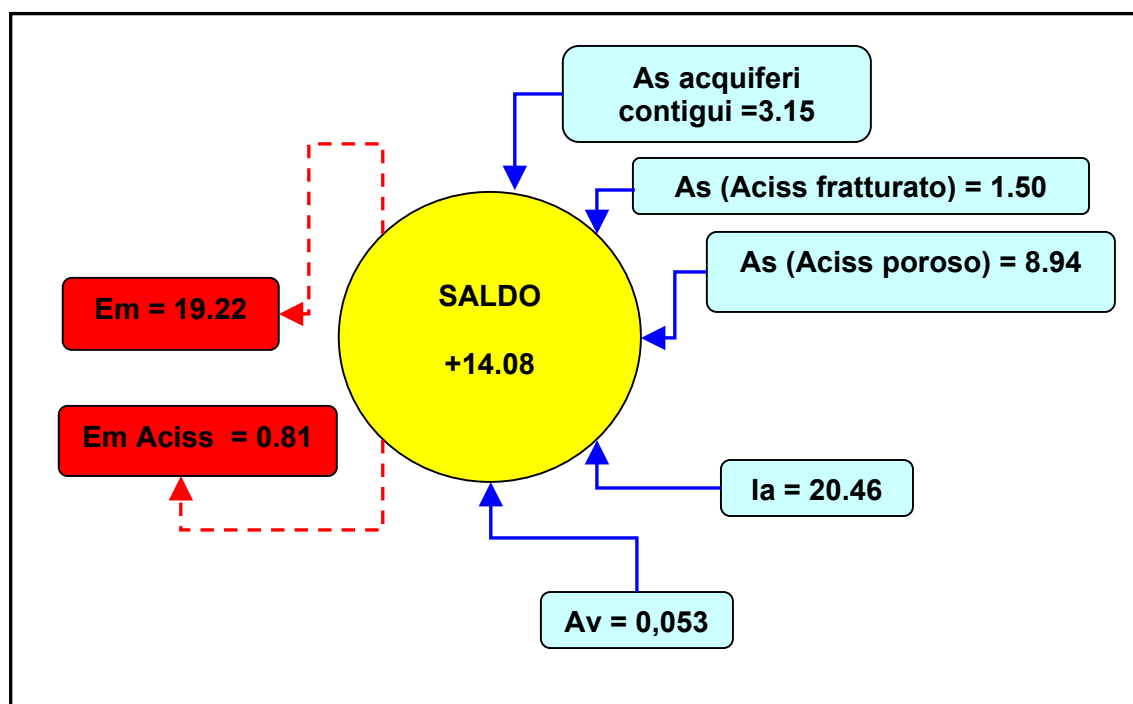 As acquiferi
contigui =3.15
As (Aciss fratturato) = 1.50
As (Aciss poroso) = 8.94
SALDO
+14.08
Em = 19.22
Em Aciss  = 0.81
Ia = 20.46
Av = 0,053